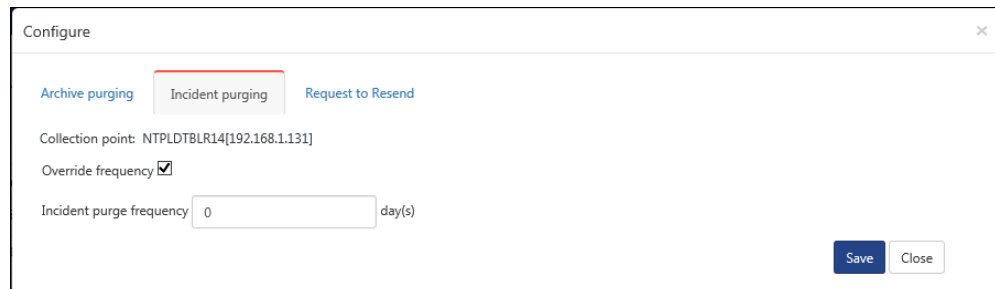 Configure ×
Archive purging Incident purging Request to Resend
Collection point: NTPLDTBLR14[192.168.1.131]
Override frequency
Incident purge frequency 0 day(s)
Save Close